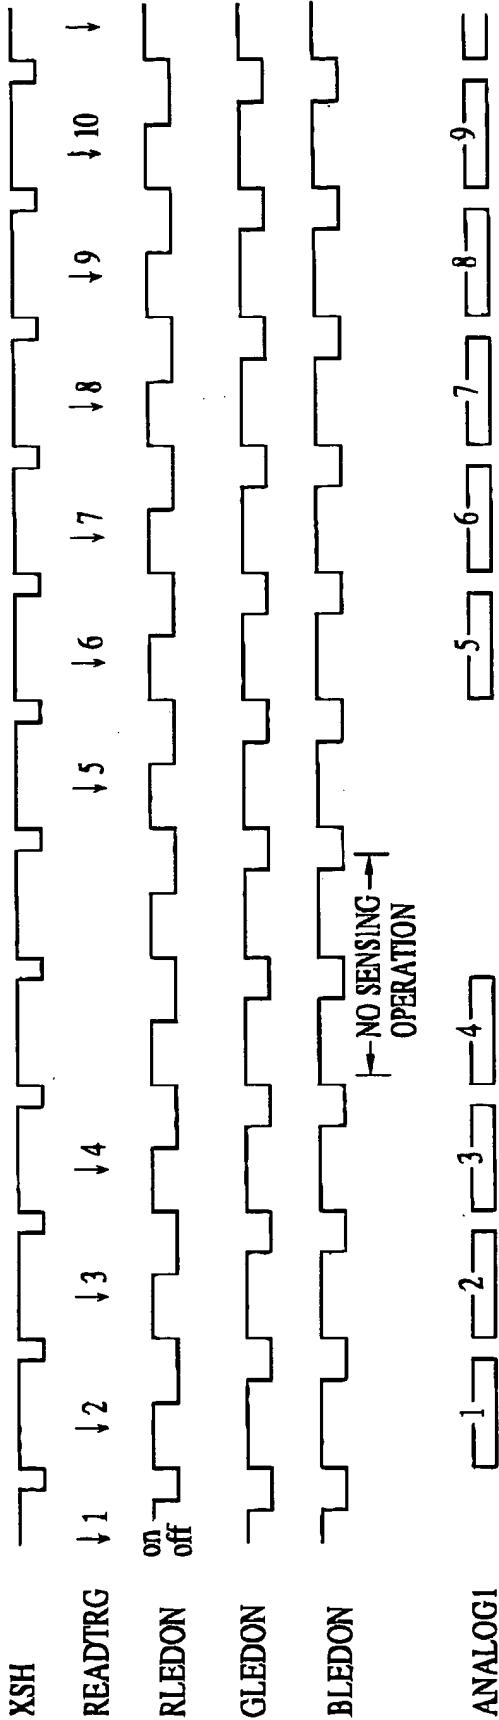 XSH
READTRG ↓1 ↓2 ↓3 ↓4 ↓5 ↓6 ↓7 ↓8 ↓9 ↓10 ↓
RLEDON on
off
GLEDON
BLEDON
NO SENSING
OPERATION
ANALOG1 1 2 3 4 5 6 7 8 9